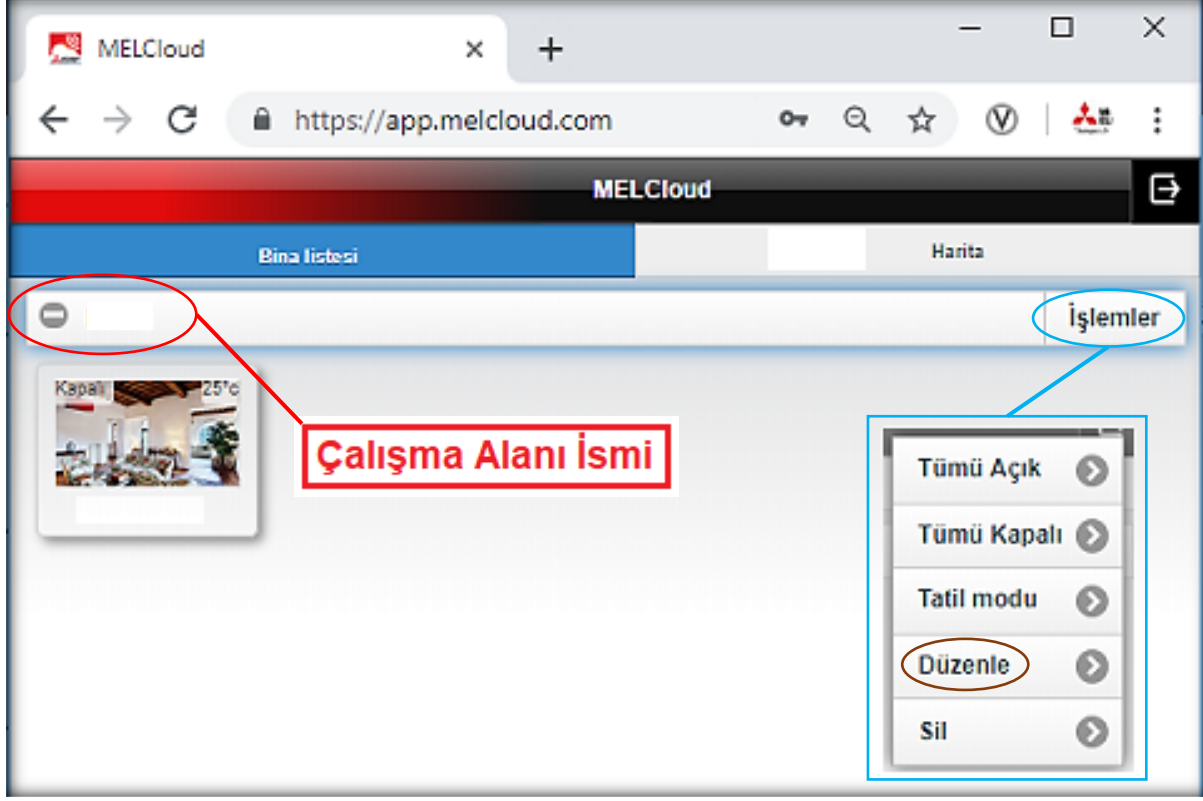 MELCloud
https://app.melcloud.com
MELCloud
Bina listesi
Harita
İşlemler
Kapalı
25°c
Çalışma Alanı İsmi
Tümü Açık
Tümü Kapalı
Tatil modu
Düzenle
Sil